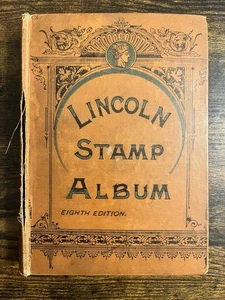 LINCOLN
STAMP
ALBUM
EIGHTH EDITION.